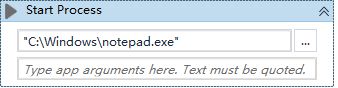 Start Process
"C:\Windows\notepad.exe"
...
Type app arguments here. Text must be quoted.